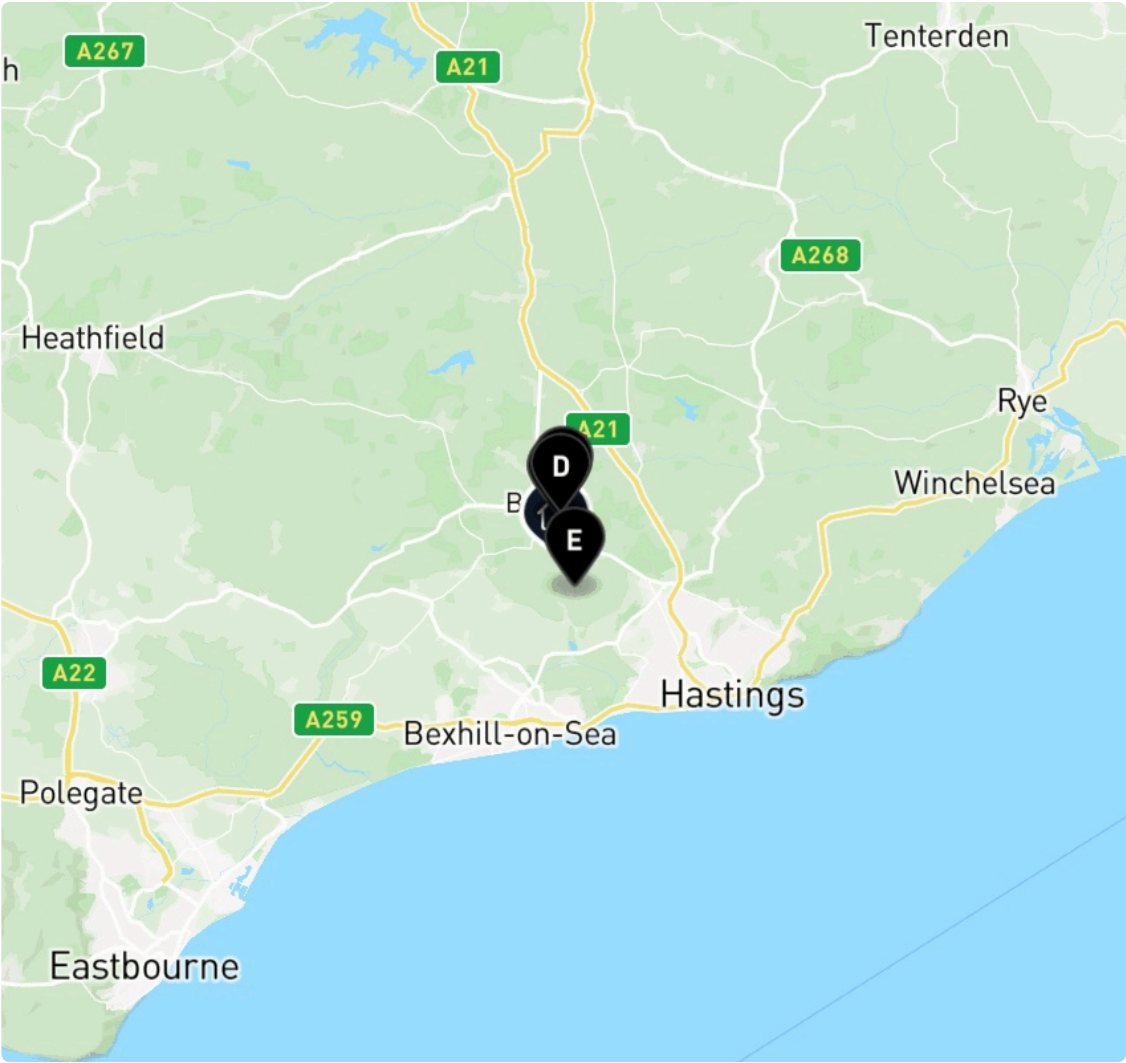 A267
Tenterden
h
A21
A268
Heathfield
Rye
A21
D
Winchelsea
B
E
A22
Hastings
A259
Bexhill-on-Sea
Polegate
Eastbourne